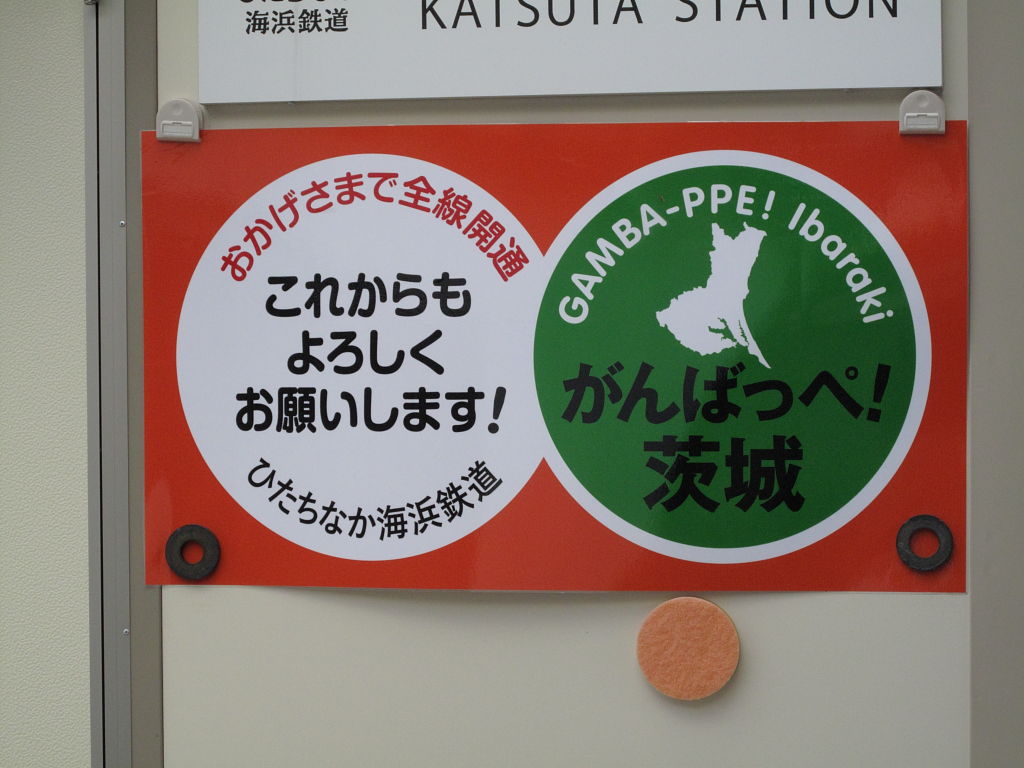 海浜鉄道
KATSUTA STATION
おかげさまで全線開通
これからも
よろしく
お願いします!
ひたちなか海浜鉄道
GAMBA-PPE! Ibaraki
がんばっぺ!
茨城